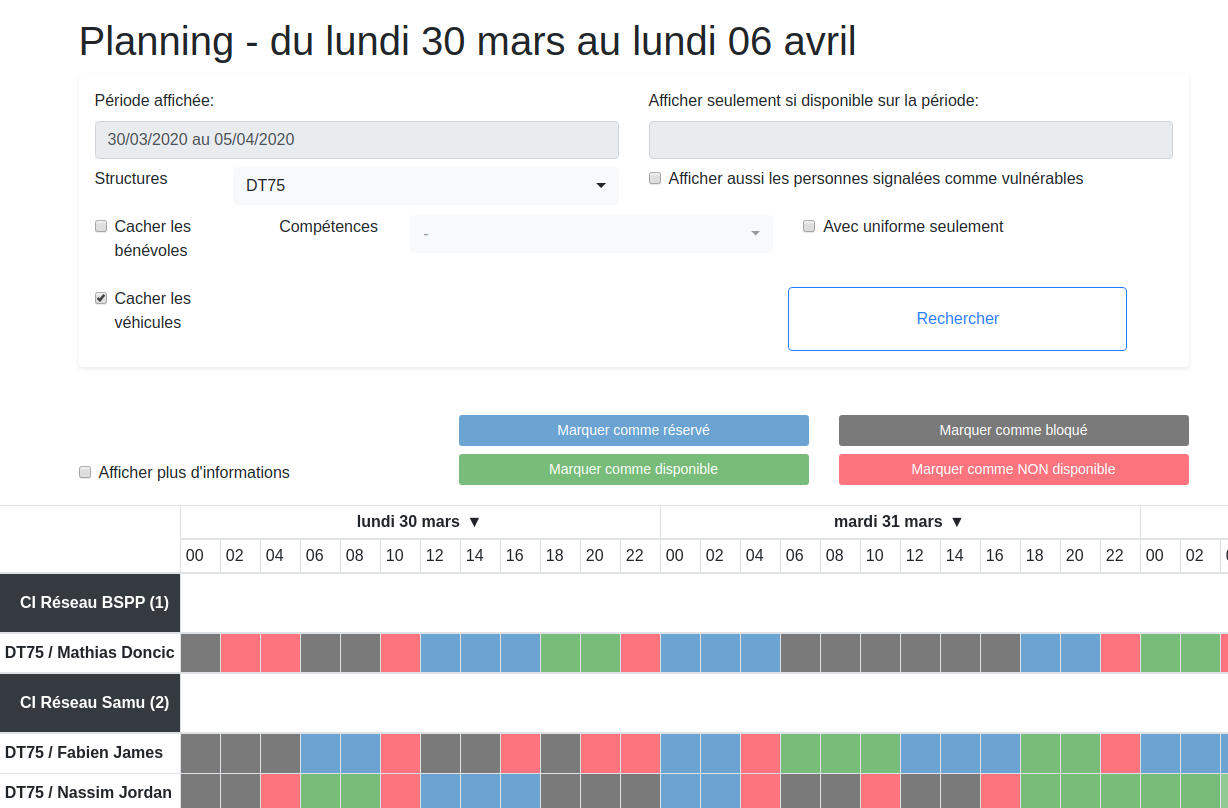 Planning - du lundi 30 mars au lundi 06 avril
Période affichée:
Afficher seulement si disponible sur la période:
30/03/2020 au 05/04/2020
Structures
DT75
Afficher aussi les personnes signalées comme vulnérables
Cacher les
bénévoles
Compétences
-
Avec uniforme seulement
Cacher les
véhicules
Rechercher
Marquer comme réservé
Marquer comme bloqué
Afficher plus d'informations
Marquer comme disponible
Marquer comme NON disponible
lundi 30 mars ▼ mardi 31 mars ▼
00 02 04 06 08 10 12 14 16 18 20 22 00 02 04 06 08 10 12 14 16 18 20 22 00 02
CI Réseau BSPP (1)
DT75 / Mathias Doncic
CI Réseau Samu (2)
DT75 / Fabien James
DT75 / Nassim Jordan